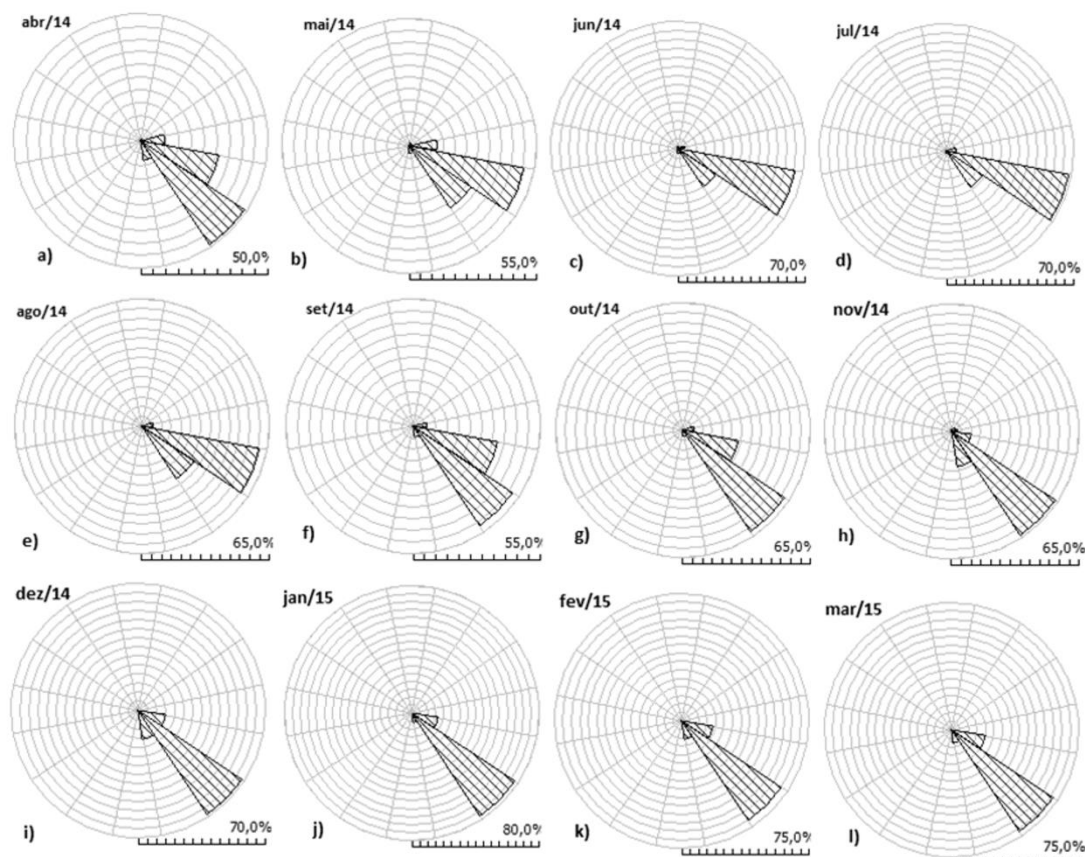 abr/14
mai/14
jun/14
jul/14
a)
50,0%
b)
55,0%
c)
70,0%
d)
70,0%
ago/14
set/14
out/14
nov/14
e)
65,0%
f)
55,0%
g)
65,0%
h)
65,0%
dez/14
jan/15
fev/15
mar/15
i)
70,0%
j)
80,0%
k)
75,0%
l)
75,0%